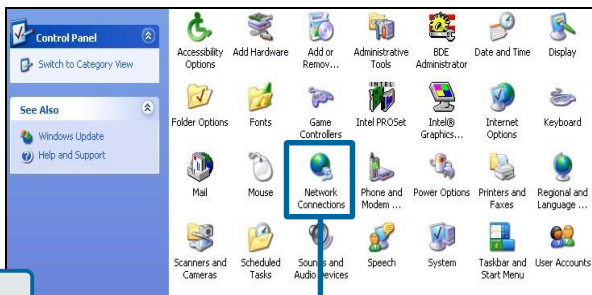 Control Panel
Switch to Category View
See Also
Windows Update
Help and Support
Accessibility Options
Add Hardware
Add or Remov...
Administrative Tools
BDE Administrator
Date and Time
Display
Folder Options
Fonts
Game Controllers
Intel PROSet
Intel® Graphics...
Internet Options
Keyboard
Mail
Mouse
Network Connections
Phone and Modem ...
Power Options
Printers and Faxes
Regional and Language ...
Scanners and Cameras
Scheduled Tasks
Sounds and Audio Devices
Speech
System
Taskbar and Start Menu
User Accounts